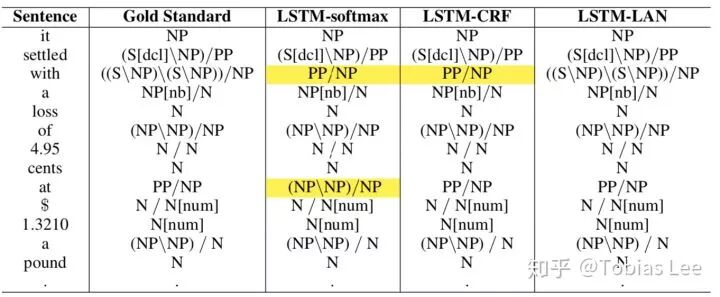 Sentence Gold Standard LSTM-softmax LSTM-CRF LSTM-LAN
it NP NP NP NP
settled (S[dcl]\NP)/PP (S[dcl]\NP)/PP (S[dcl]\NP)/PP (S[dcl]\NP)/PP
with ((S\NP)\(S\NP))/NP PP/NP PP/NP ((S\NP)\(S\NP))/NP
a NP[nb]/N NP[nb]/N NP[nb]/N NP[nb]/N
loss N N N N
of (NP\NP)/NP (NP\NP)/NP (NP\NP)/NP (NP\NP)/NP
4.95 N / N N / N N / N N / N
cents N N N N
at PP/NP (NP\NP)/NP PP/NP PP/NP
$ N / N[num] N / N[num] N / N[num] N / N[num]
1.3210 N[num] N[num] N[num] N[num]
a (NP\NP) / N (NP\NP) / N (NP\NP) / N (NP\NP) / N
pound N N N N
. . . . .
知乎 @Tobias Lee